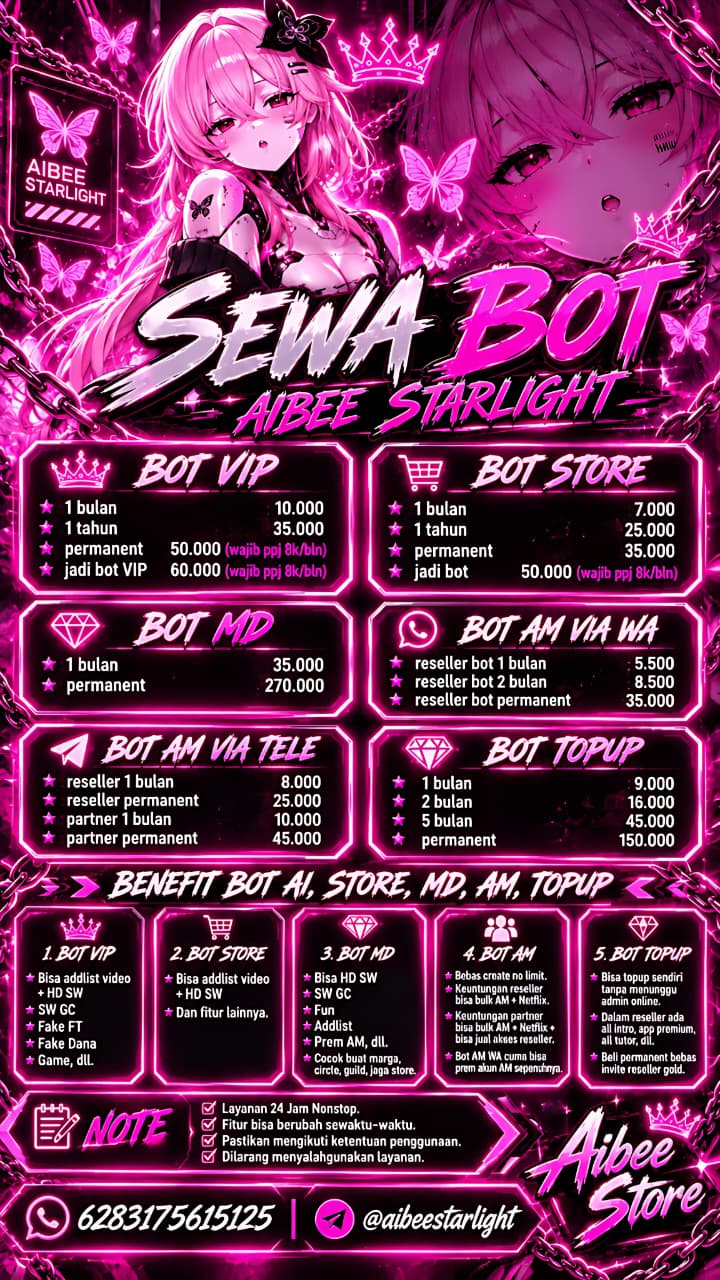 AIBEE
STARLIGHT
SEWA BOT
AIBEE STARLIGHT
BOT VIP
1 bulan 10.000
1 tahun 35.000
permanent 50.000 (wajib ppj 8k/bln)
jadi bot VIP 60.000 (wajib ppj 8k/bln)
BOT STORE
1 bulan 7.000
1 tahun 25.000
permanent 35.000
jadi bot 50.000 (wajib ppj 8k/bln)
BOT MD
1 bulan 35.000
permanent 270.000
BOT AM VIA WA
reseller bot 1 bulan 5.500
reseller bot 2 bulan 8.500
reseller bot permanent 35.000
BOT AM VIA TELE
reseller 1 bulan 8.000
reseller permanent 25.000
partner 1 bulan 10.000
partner permanent 45.000
BOT TOPUP
1 bulan 9.000
2 bulan 16.000
5 bulan 45.000
permanent 150.000
BENEFIT BOT AI, STORE, MD, AM, TOPUP
1. BOT VIP
Bisa addlist video
+ HD SW
SW GC
Fake FT
Fake Dana
Game, dll.
2. BOT STORE
Bisa addlist video
+ HD SW
Dan fitur lainnya.
3. BOT MD
Bisa HD SW
SW GC
Fun
Addlist
Prem AM, dll.
Cocok buat marga,
circle, guild, jaga store.
4. BOT AM
Bebas create no limit.
Keuntungan reseller
bisa bulk AM + Netflix.
Keuntungan partner
bisa bulk AM + Netflix +
bisa jual akses reseller.
Bot AM WA cuma bisa
prem akun AM sepenuhnya.
5. BOT TOPUP
Bisa topup sendiri
tanpa menunggu
admin online.
Dalam reseller ada
all intro, app premium,
all tutor, dll.
Beli permanent bebas
invite reseller gold.
NOTE
Layanan 24 Jam Nonstop.
Fitur bisa berubah sewaktu-waktu.
Pastikan mengikuti ketentuan penggunaan.
Dilarang menyalahgunakan layanan.
Aibee
Store
6283175615125 | @aibeestarlight